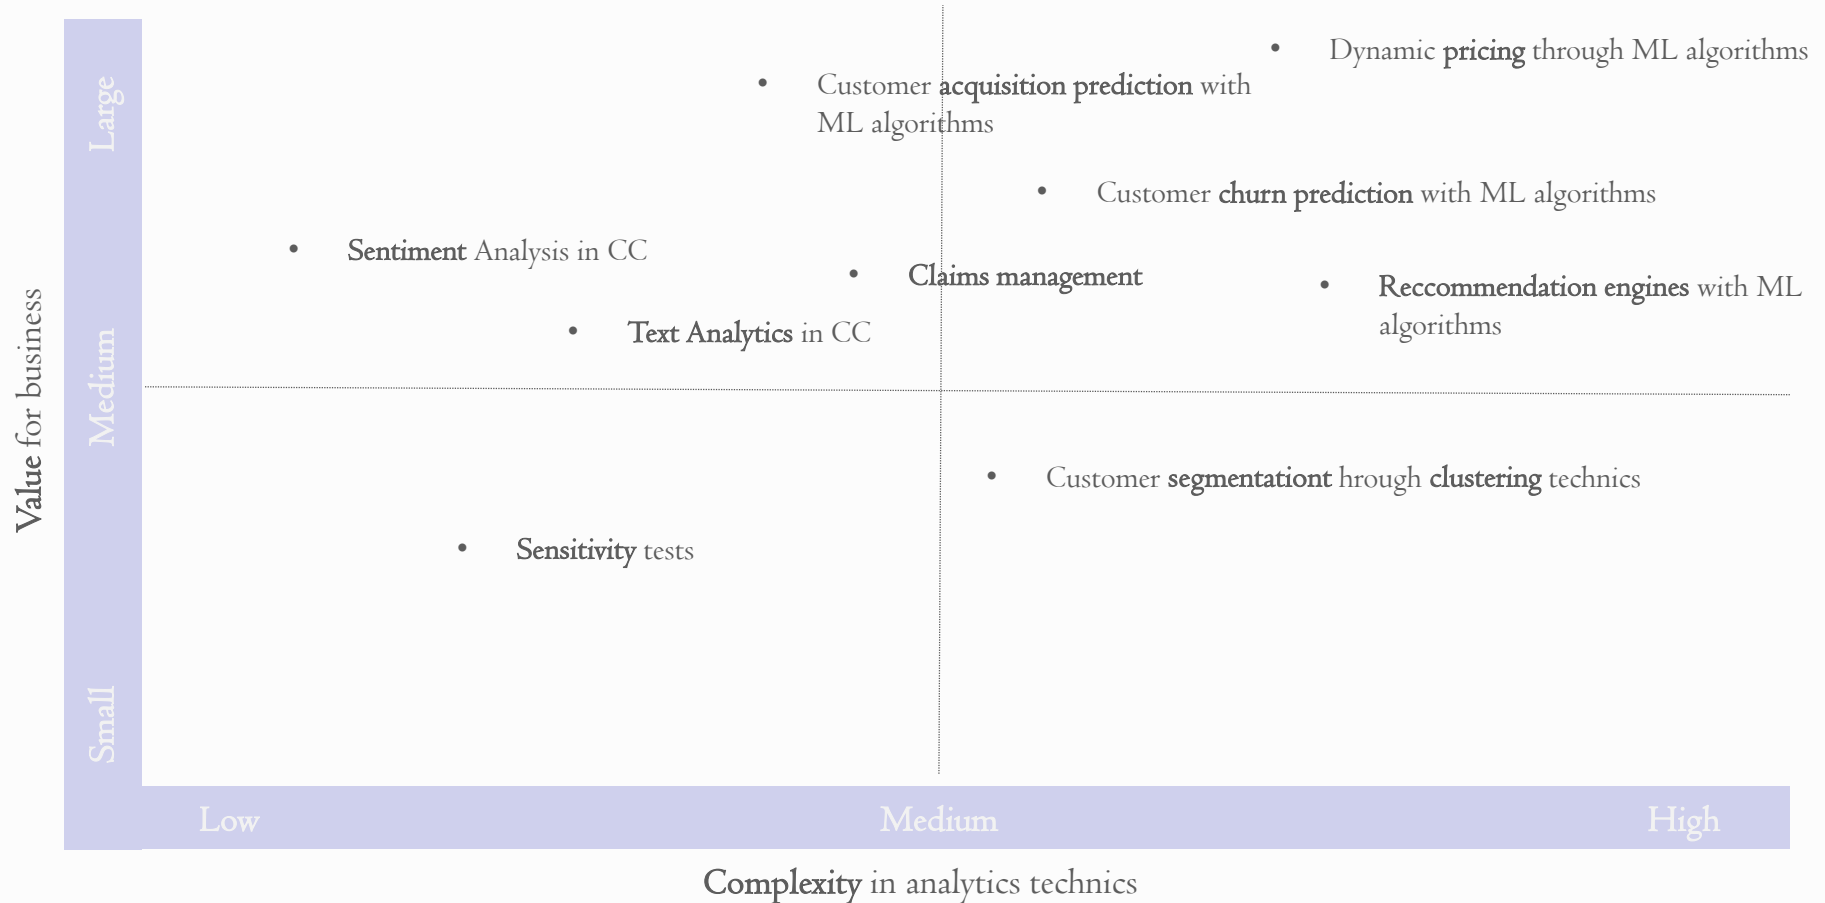 Large
Medium
Small
Value for business
Dynamic pricing through ML algorithms
Customer acquisition prediction with
ML algorithms
Customer churn prediction with ML algorithms
Sentiment Analysis in CC
Claims management
Reccommendation engines with ML
algorithms
Text Analytics in CC
Customer segmentationt hrough clustering technics
Sensitivity tests
Low
Medium
High
Complexity in analytics technics